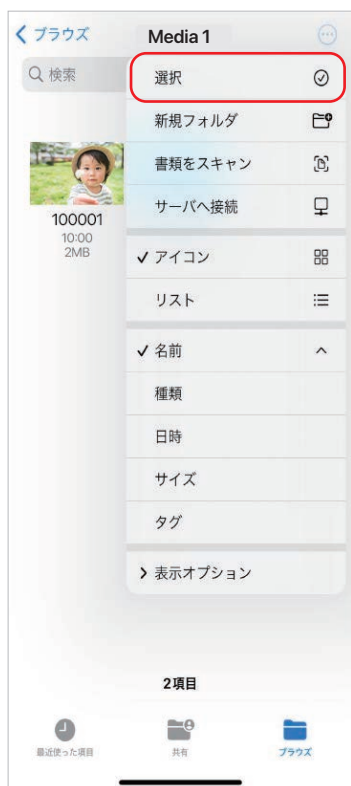 ブラウズ
Media 1
検索
選択
新規フォルダ
書類をスキャン
サーバへ接続
100001
10:00
2MB
アイコン
リスト
名前
種類
日時
サイズ
タグ
表示オプション
2項目
最近使った項目
共有
ブラウズ